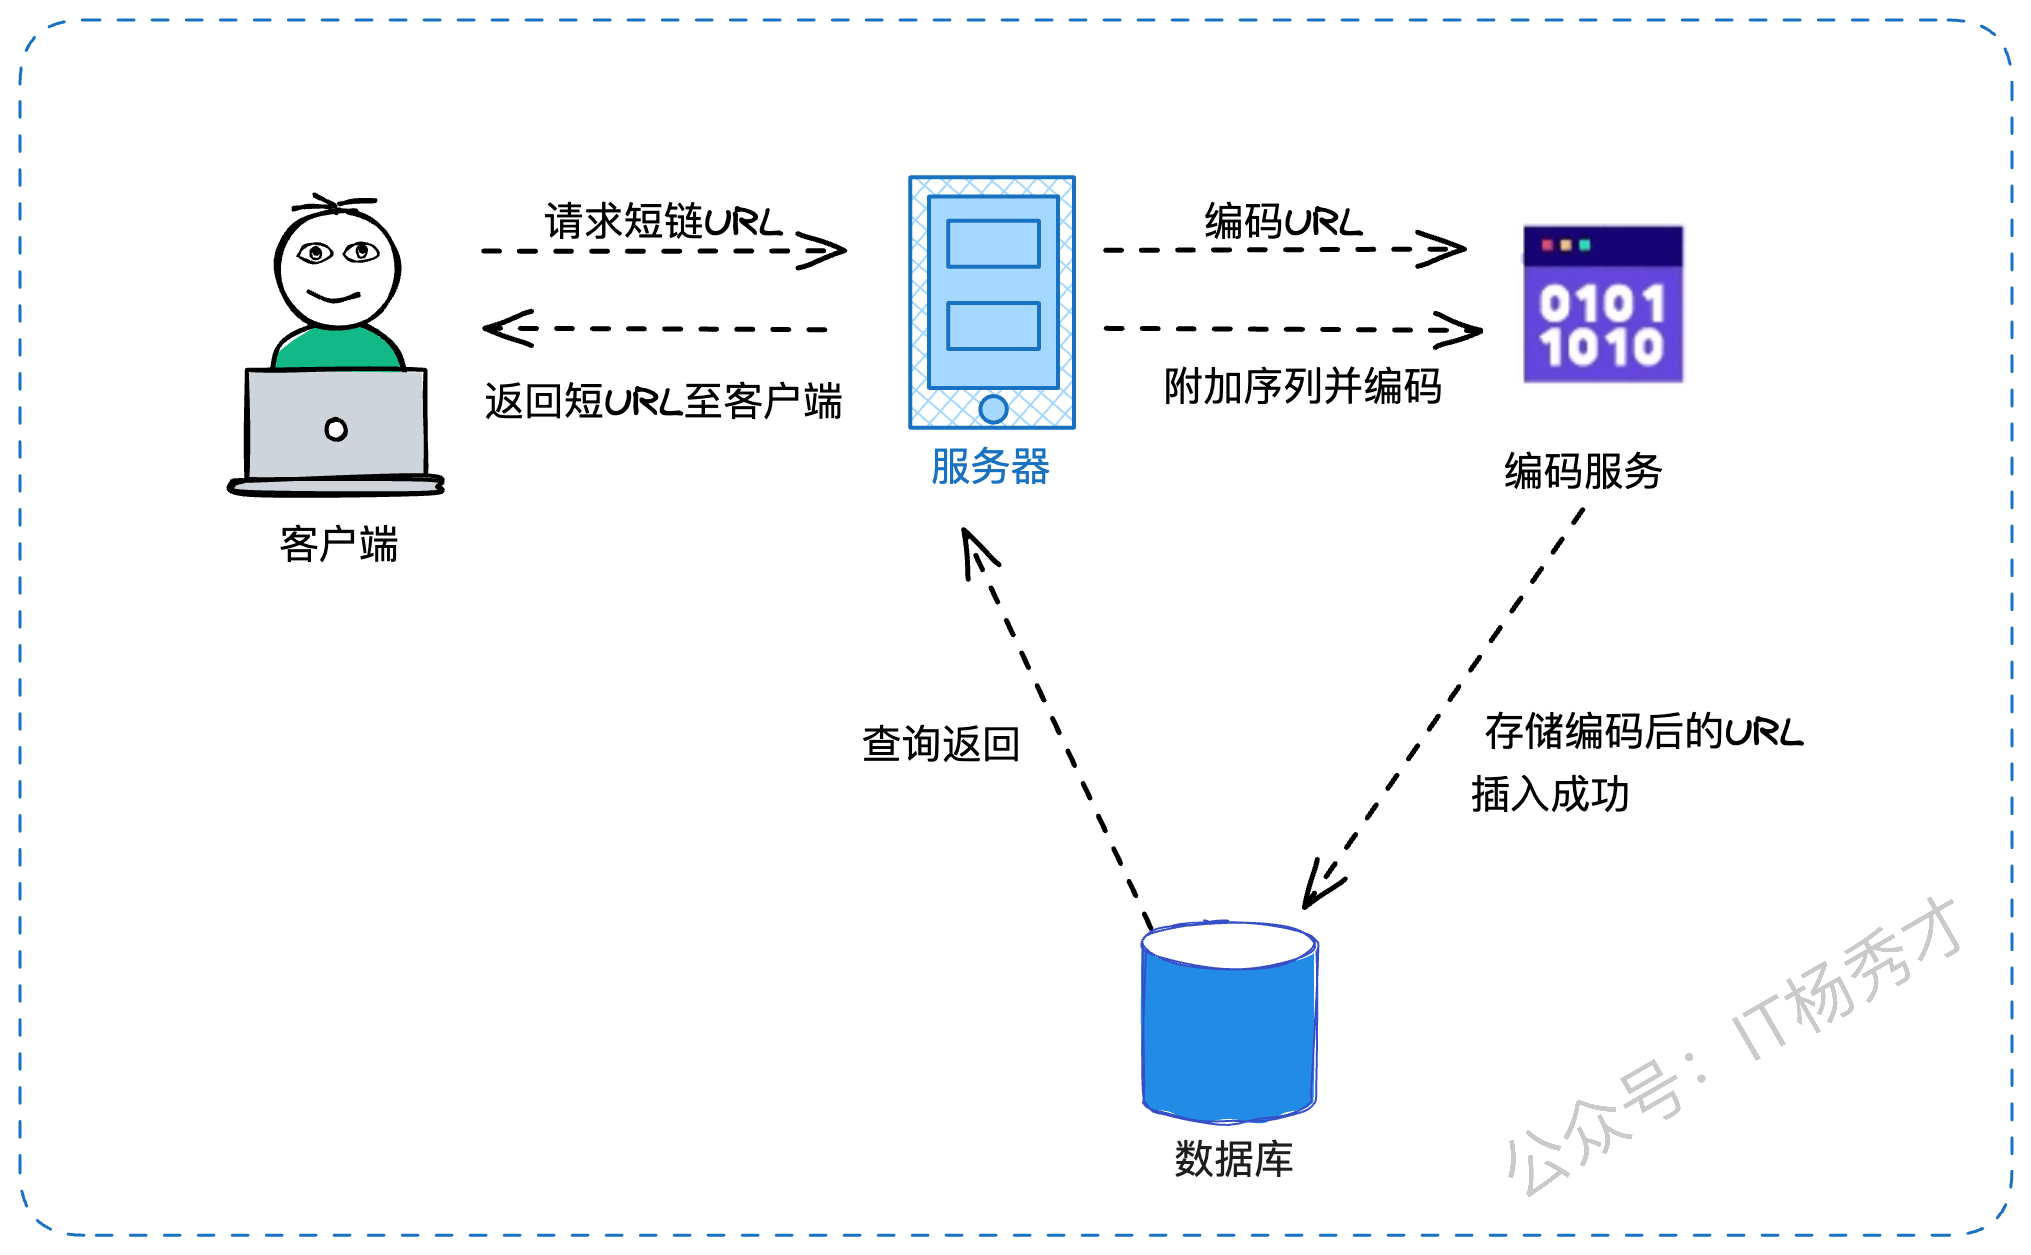 请求短链URL
编码URL
0101
1010
返回短URL至客户端
附加序列并编码
服务器
编码服务
客户端
查询返回
存储编码后的URL
插入成功
数据库
公众号：IT杨秀才